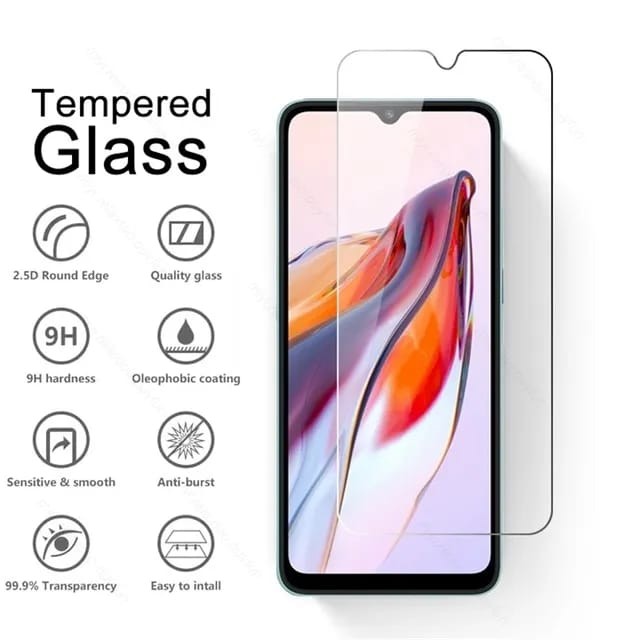 Tempered
Glass
2.5D Round Edge
Quality glass
9H
9H hardness
Oleophobic coating
Sensitive & smooth
Anti-burst
99.9% Transparency
Easy to intall